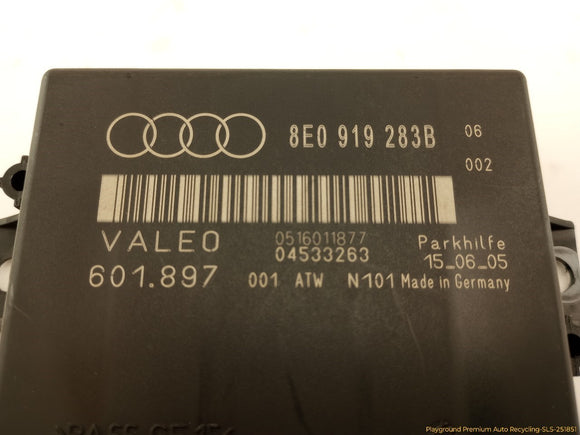 8E0 919 283B 06
002
VALEO 0516011877 Parkhilfe
04533263 15_06_05
601.897 001 ATW N101 Made in Germany
Playground Premium Auto Recycling-SLS-251851